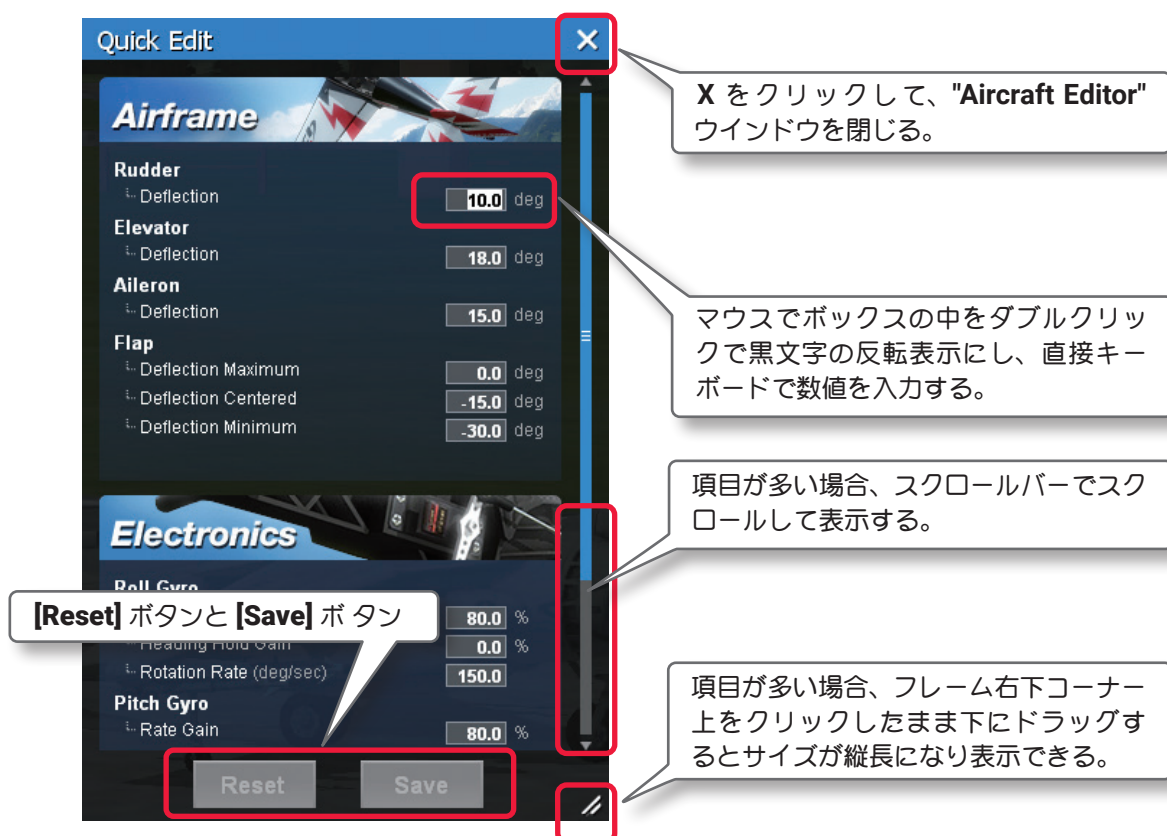 Quick Edit
X をクリックして、"Aircraft Editor"
ウインドウを閉じる。
Airframe
Rudder
Deflection 10.0 deg
Elevator
Deflection 18.0 deg
Aileron
Deflection 15.0 deg
Flap
Deflection Maximum 0.0 deg
Deflection Centered -15.0 deg
Deflection Minimum -30.0 deg
マウスでボックスの中をダブルクリッ
クで黒文字の反転表示にし、直接キー
ボードで数値を入力する。
項目が多い場合、スクロールバーでスク
ロールして表示する。
Electronics
Roll Gyro
[Reset] ボタンと [Save] ボ タン
80.0 %
Heading Hold Gain 0.0 %
Rotation Rate (deg/sec) 150.0
Pitch Gyro
Rate Gain 80.0 %
項目が多い場合、フレーム右下コーナー
上をクリックしたまま下にドラッグす
るとサイズが縦長になり表示できる。
Reset Save